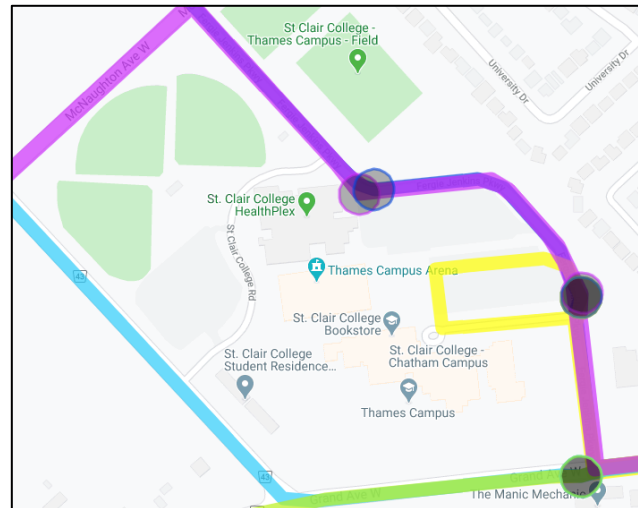 St Clair College -
Thames Campus - Field
University Dr
University Dr
McNaughton Ave W
St. Clair College
HealthPlex
St Clair College Rd
43
Thames Campus Arena
St. Clair College
Bookstore
St. Clair College -
Chatham Campus
St. Clair College
Student Residence...
Thames Campus
43
Grand Ave W
Grand Ave W
The Manic Mechanic